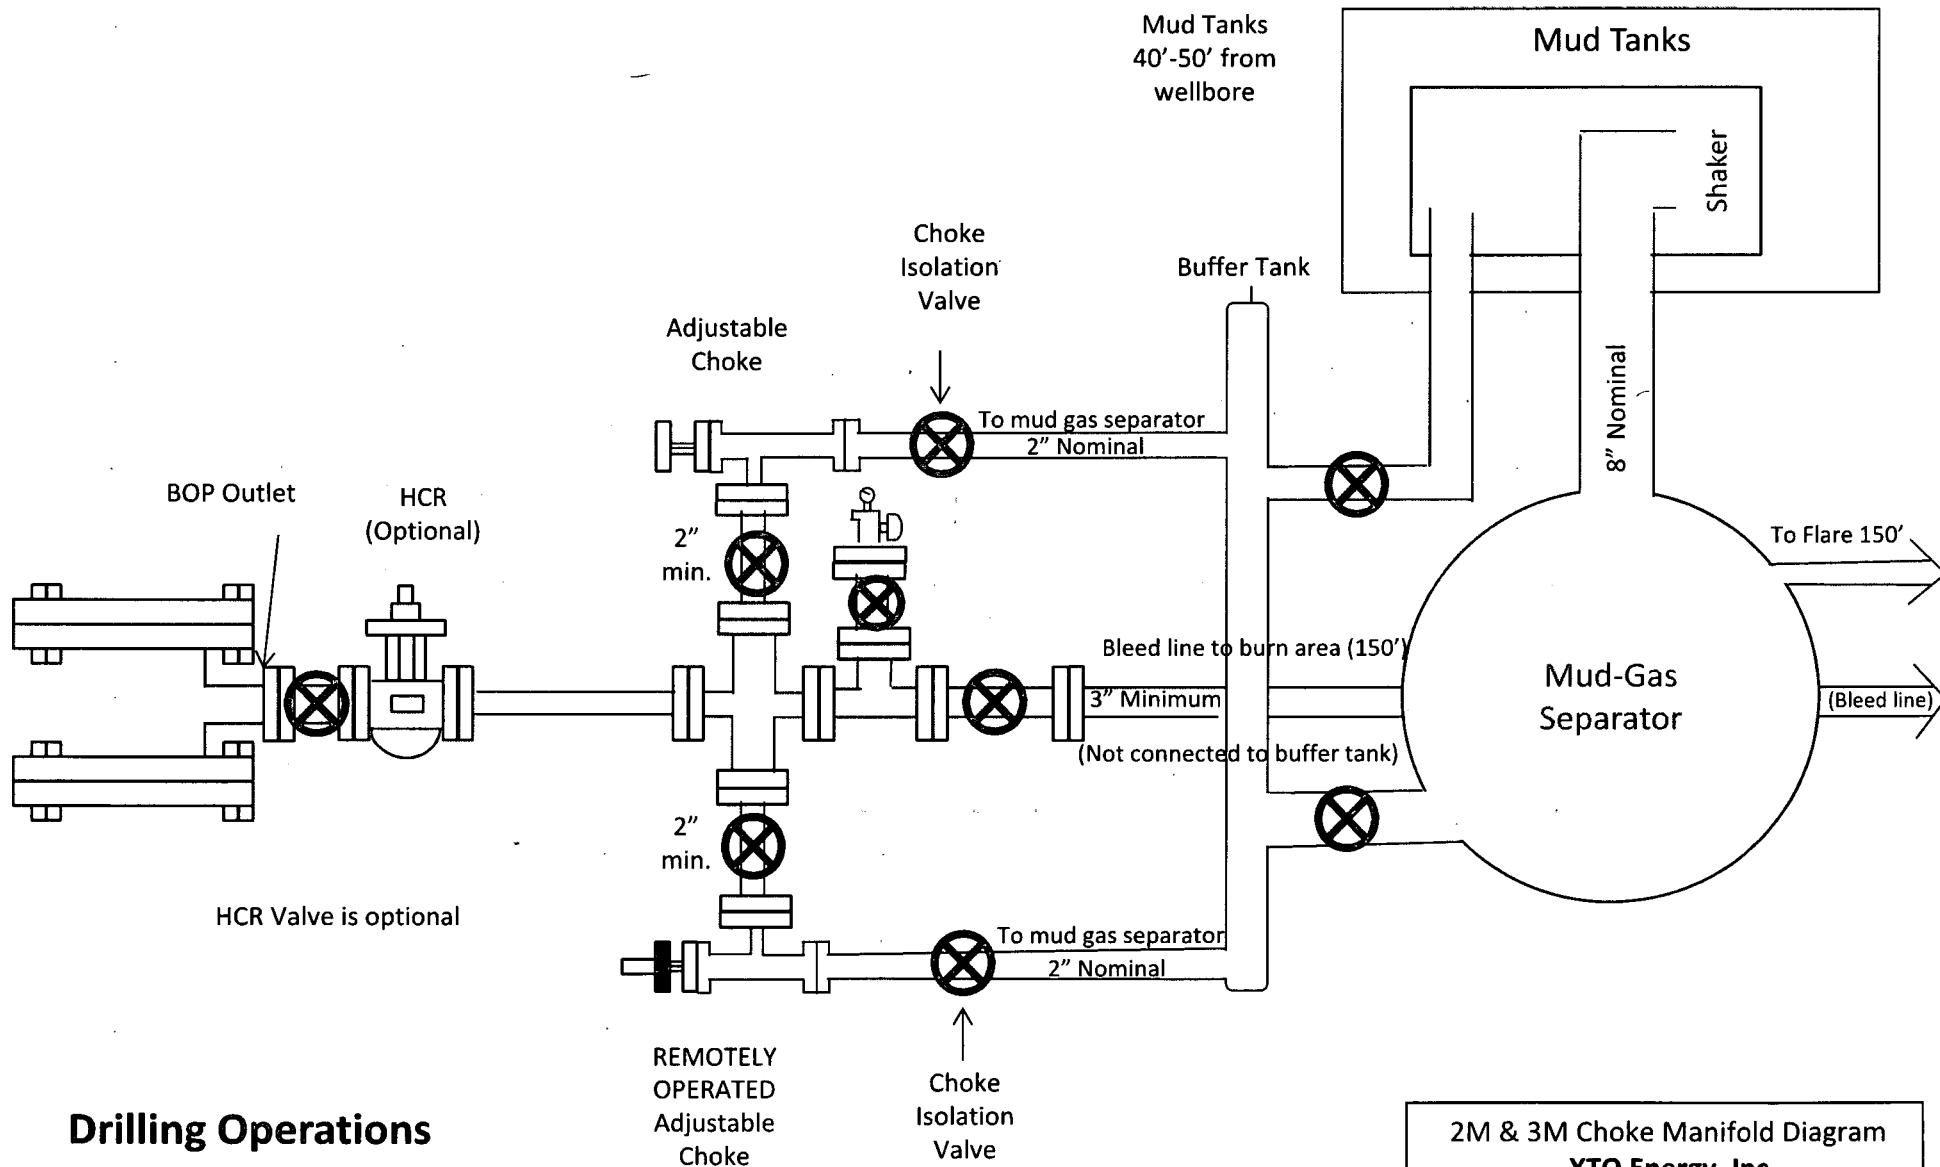 Mud Tanks
40'-50' from
wellbore
Mud Tanks
Shaker
Choke
Isolation
Valve
Buffer Tank
Adjustable
Choke
8” Nominal
To mud gas separator
2” Nominal
BOP Outlet
HCR
(Optional)
2”
min.
To Flare 150'
Bleed line to burn area (150')
3” Minimum
(Not connected to buffer tank)
Mud-Gas
Separator
(Bleed line)
2”
min.
HCR Valve is optional
To mud gas separator
2” Nominal
REMOTELY
OPERATED
Adjustable
Choke
Choke
Isolation
Valve
Drilling Operations
2M & 3M Choke Manifold Diagram
XTO Energy, Inc.